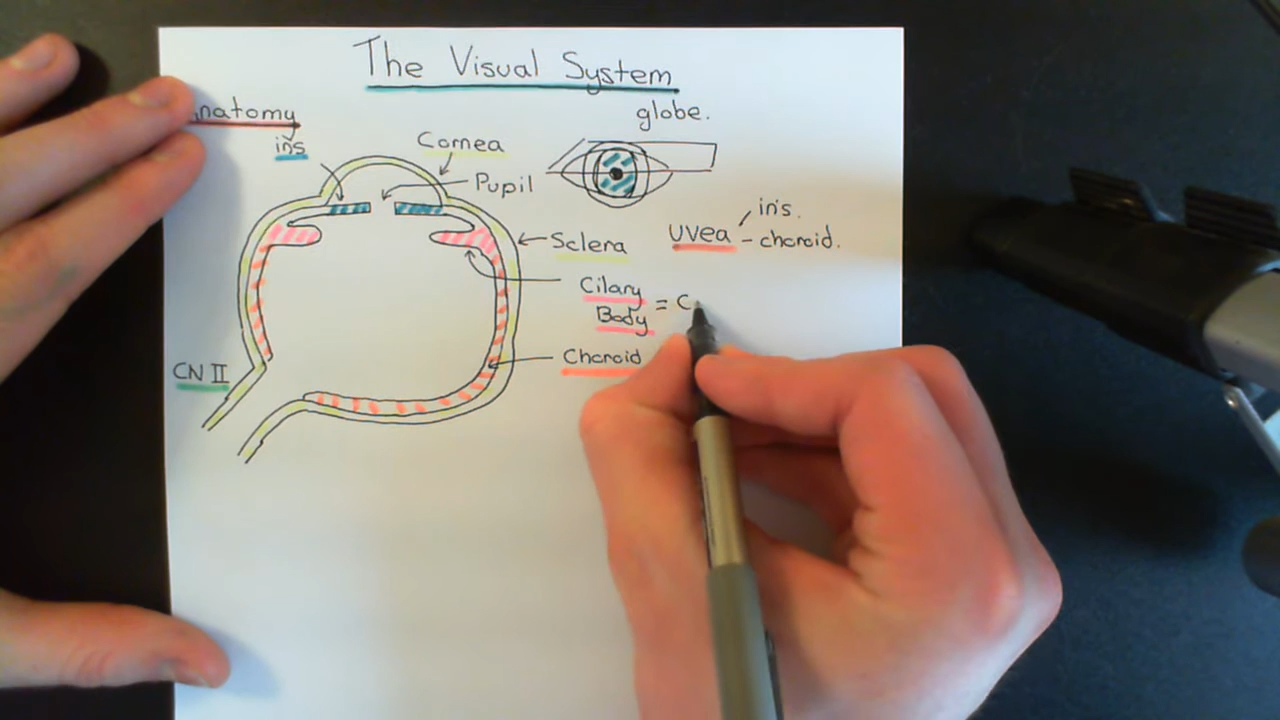 The Visual System
natomy
globe.
iris
Cornea
Pupil
iris.
uvea - choroid.
Sclera
Cilary
Body = c
Choroid
CN II